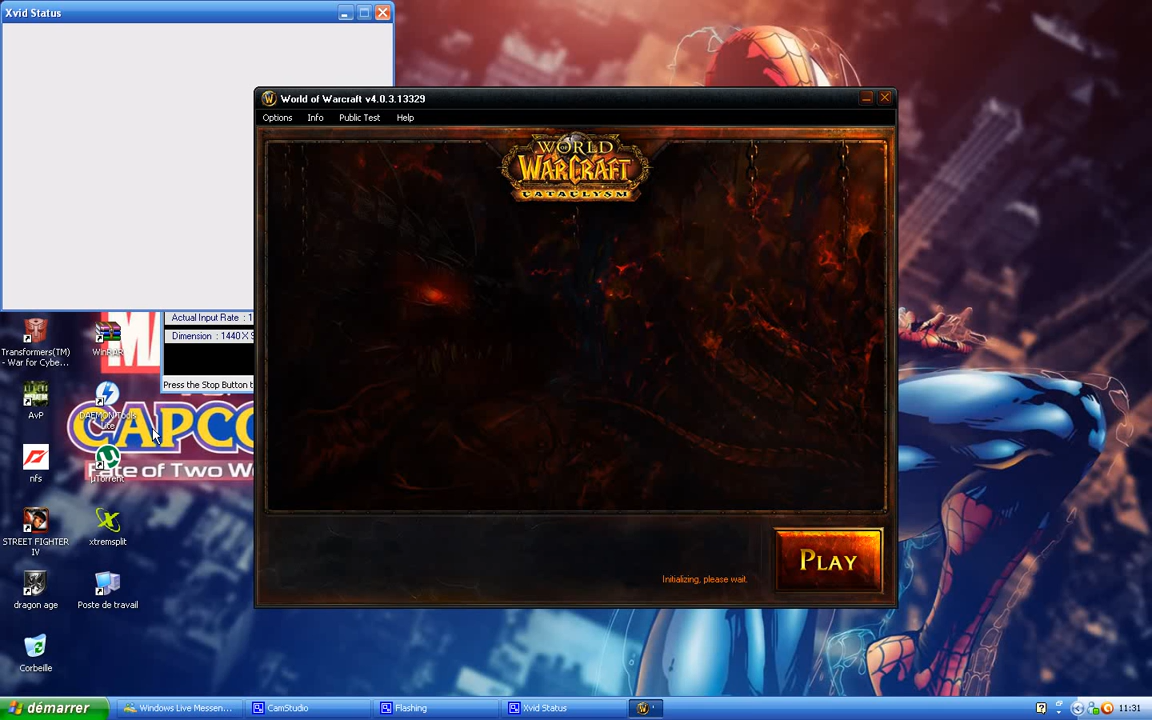 Xvid Status
World of Warcraft v4.0.3.13329
Options Info Public Test Help
WORLD OF WARCRAFT
CATACLYSM
Actual Input Rate : 1
Dimension : 1440 X
Press the Stop Button t
Transformers(TM)
- War for Cybe...
WinRAR
AvP
DAEMON Tools
Lite
CAPCO
Fate of Two W
nfs
µTorrent
STREET FIGHTER
IV
xtremsplit
dragon age
Poste de travail
Corbeille
Initializing, please wait.
PLAY
démarrer
Windows Live Messen...
CamStudio
Flashing
Xvid Status
11:31